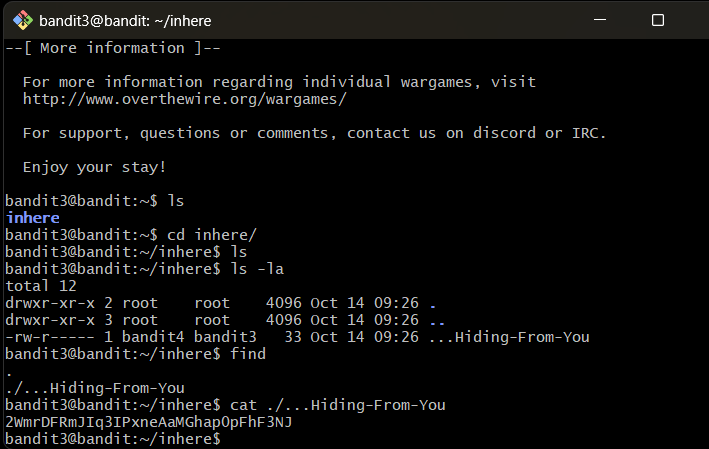 bandit3@bandit: ~/inhere
--[ More information ]--
For more information regarding individual wargames, visit
http://www.overthewire.org/wargames/
For support, questions or comments, contact us on discord or IRC.
Enjoy your stay!
bandit3@bandit:~$ ls
inhere
bandit3@bandit:~$ cd inhere/
bandit3@bandit:~/inhere$ ls
bandit3@bandit:~/inhere$ ls -la
total 12
drwxr-xr-x 2 root    root    4096 Oct 14 09:26 .
drwxr-xr-x 3 root    root    4096 Oct 14 09:26 ..
-rw-r----- 1 bandit4 bandit3   33 Oct 14 09:26 ...Hiding-From-You
bandit3@bandit:~/inhere$ find
.
./...Hiding-From-You
bandit3@bandit:~/inhere$ cat ./...Hiding-From-You
2WmrDFRmJIq3IPxneAaMGhap0pFhF3NJ
bandit3@bandit:~/inhere$